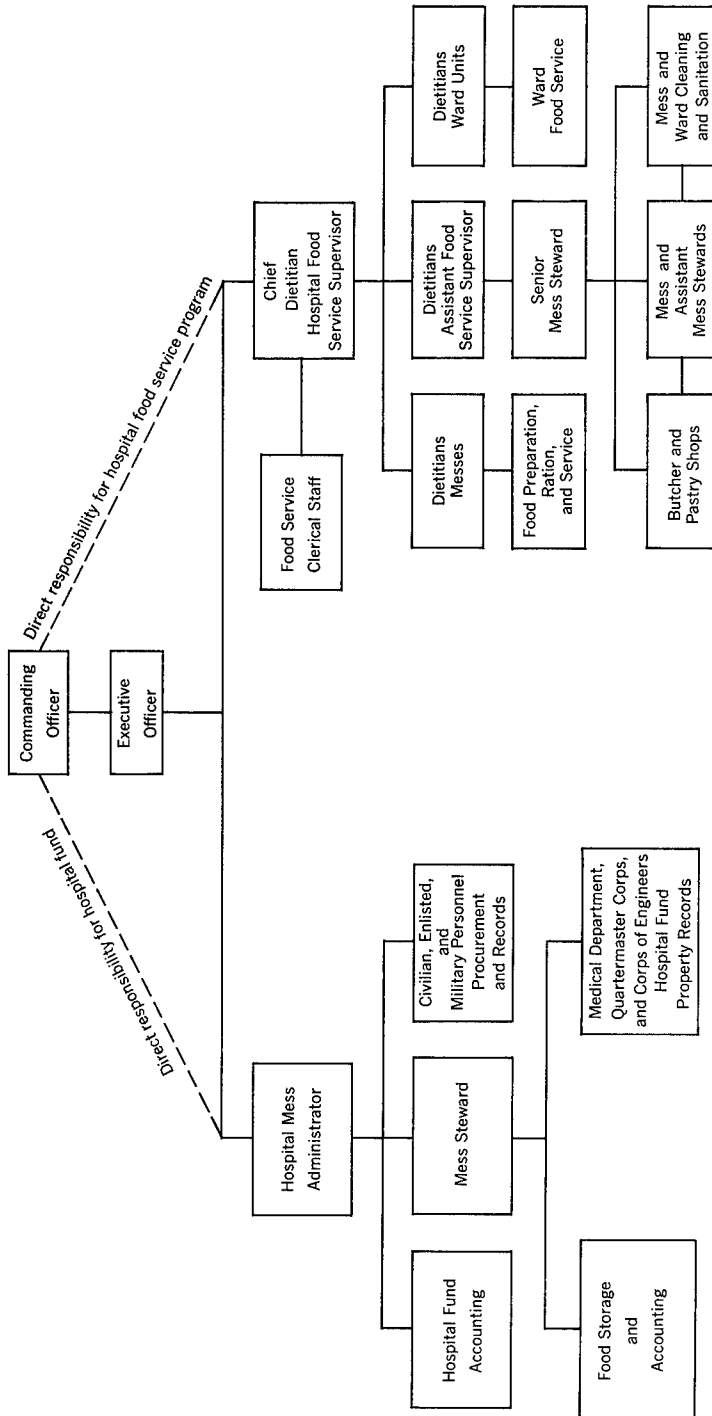 Commanding
Officer
Executive
Officer
Direct responsibility for hospital fund
Direct responsibility for hospital food service program
Hospital Mess
Administrator
Hospital Fund
Accounting
Mess Steward
Civilian, Enlisted,
and
Military Personnel
Procurement
and Records
Food Storage
and
Accounting
Medical Department,
Quartermaster Corps,
and Corps of Engineers
Hospital Fund
Property Records
Chief
Dietitian
Hospital Food
Service Supervisor
Food Service
Clerical Staff
Dietitians
Messes
Dietitians
Assistant Food
Service Supervisor
Dietitians
Ward Units
Food Preparation,
Ration,
and Service
Senior
Mess Steward
Ward
Food Service
Butcher and
Pastry Shops
Mess and
Assistant
Mess Stewards
Mess and
Ward Cleaning
and Sanitation